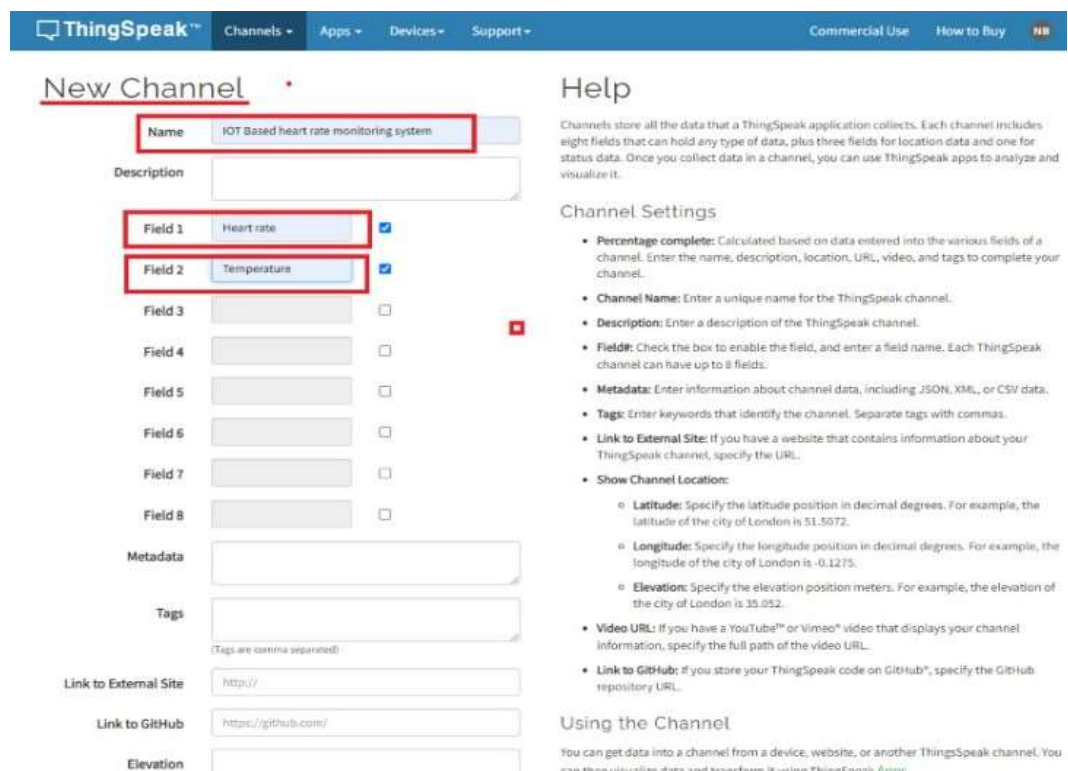 ThingSpeak™ Channels Apps Devices Support Commercial Use How to Buy NB
New Channel
Name IOT Based heart rate monitoring system
Description
Field 1 Heart rate
Field 2 Temperature
Field 3
Field 4
Field 5
Field 6
Field 7
Field 8
Metadata
Tags
(Tags are comma separated)
Link to External Site http://
Link to GitHub https://github.com/
Elevation
Help
Channels store all the data that a ThingSpeak application collects. Each channel includes
eight fields that can hold any type of data, plus three fields for location data and one for
status data. Once you collect data in a channel, you can use ThingSpeak apps to analyze and
visualize it.
Channel Settings
• Percentage complete: Calculated based on data entered into the various fields of a
channel. Enter the name, description, location, URL, video, and tags to complete your
channel.
• Channel Name: Enter a unique name for the ThingSpeak channel.
• Description: Enter a description of the ThingSpeak channel.
• Field#: Check the box to enable the field, and enter a field name. Each ThingSpeak
channel can have up to 8 fields.
• Metadata: Enter information about channel data, including JSON, XML, or CSV data.
• Tags: Enter keywords that identify the channel. Separate tags with commas.
• Link to External Site: If you have a website that contains information about your
ThingSpeak channel, specify the URL.
• Show Channel Location:
○ Latitude: Specify the latitude position in decimal degrees. For example, the
latitude of the city of London is 51.5072.
○ Longitude: Specify the longitude position in decimal degrees. For example, the
longitude of the city of London is -0.1275.
○ Elevation: Specify the elevation position meters. For example, the elevation of
the city of London is 35.052.
• Video URL: If you have a YouTube™ or Vimeo® video that displays your channel
information, specify the full path of the video URL.
• Link to GitHub: If you store your ThingSpeak code on GitHub®, specify the GitHub
repository URL.
Using the Channel
You can get data into a channel from a device, website, or another ThingsSpeak channel. You
can then visualize data and transform it using ThingSpeak Apps.